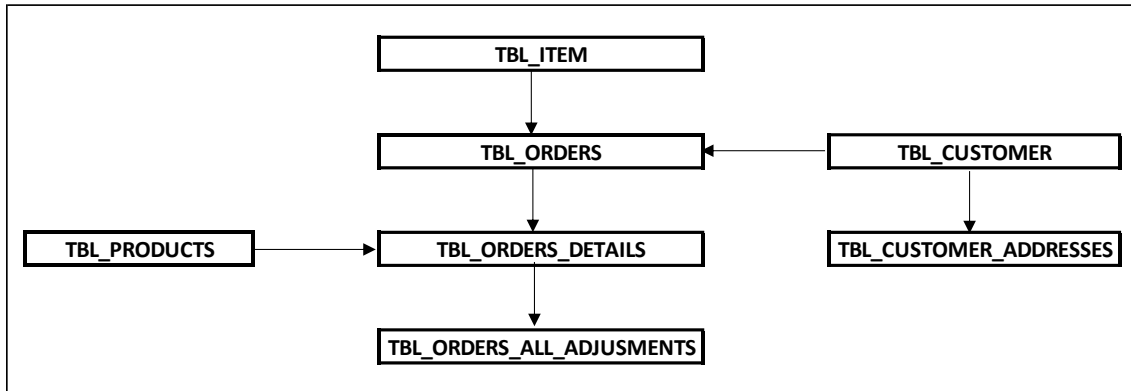 TBL_ITEM
TBL_ORDERS
TBL_CUSTOMER
TBL_PRODUCTS
TBL_ORDERS_DETAILS
TBL_CUSTOMER_ADDRESSES
TBL_ORDERS_ALL_ADJUSMENTS